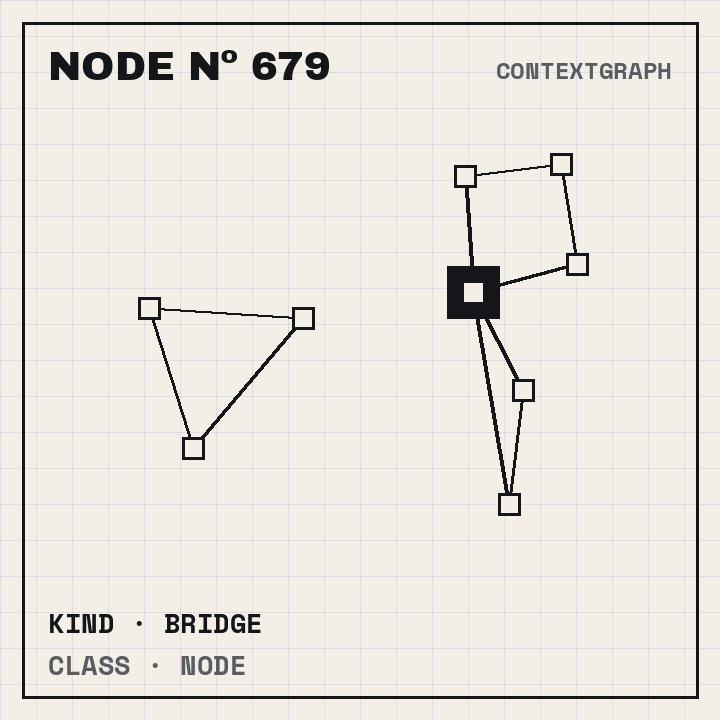 NODE Nº 679
CONTEXTGRAPH
KIND · BRIDGE
CLASS · NODE